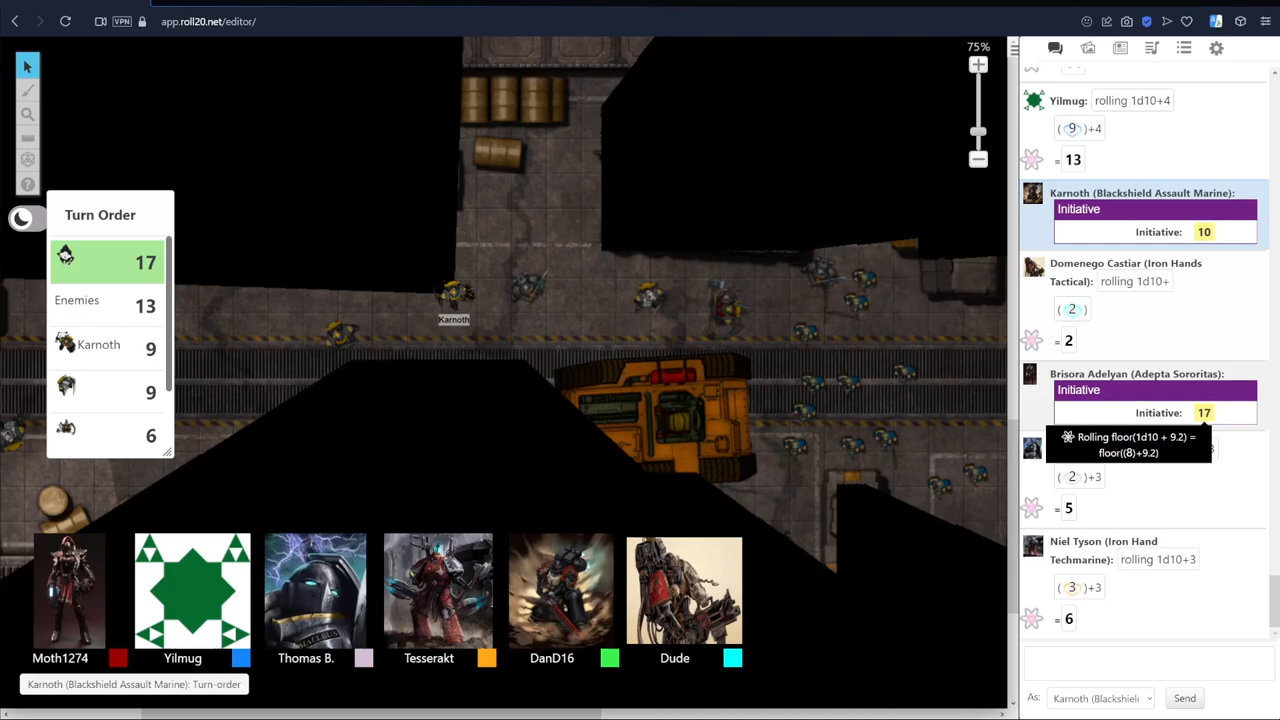 VPN
app.roll20.net/editor/
75%
Turn Order
17
Enemies
13
Karnoth
9
9
6
Karnoth
Moth1274
Yilmug
Thomas B.
Tesserakt
DanD16
Dude
Karnoth (Blackshield Assault Marine): Turn-order
Yilmug: rolling 1d10+4
(9)+4
= 13
Karnoth (Blackshield Assault Marine):
Initiative
Initiative: 10
Domenego Castiar (Iron Hands
Tactical): rolling 1d10+
(2)
= 2
Brisora Adelyan (Adepta Sororitas):
Initiative
Initiative: 17
Rolling floor(1d10 + 9.2) =
floor((8)+9.2)
(2)+3
= 5
Niel Tyson (Iron Hand
Techmarine): rolling 1d10+3
(3)+3
= 6
As: Karnoth (Blackshiel
Send